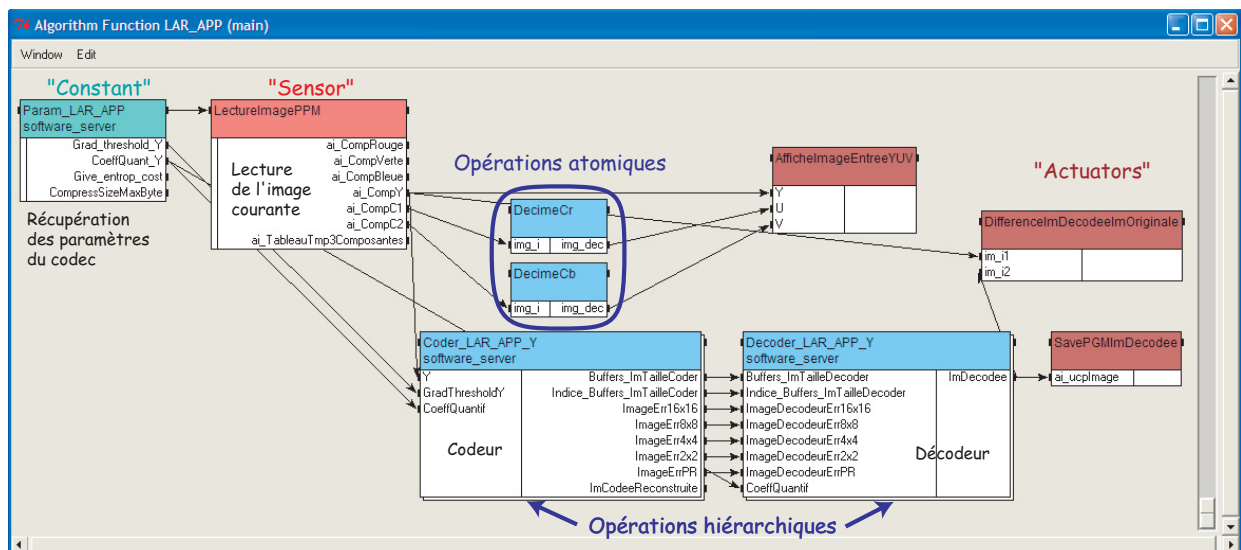 Algorithm Function LAR_APP (main)
Window Edit
"Constant"
"Sensor"
Param_LAR_APP
software_server
Grad_threshold_Y
CoeffQuant_Y
Give_entrop_cost
CompressSizeMaxByte
Récupération
des paramètres
du codec
LectureImagePPM
Lecture
de l'image
courante
ai_CompRouge
ai_CompVerte
ai_CompBleue
ai_CompY
ai_CompC1
ai_CompC2
ai_TableauTmp3Composantes
Opérations atomiques
DecimeCr
img_i img_dec
DecimeCb
img_i img_dec
AfficheImageEntreeYUV
Y
U
V
"Actuators"
DifferenceImDecodeeImOriginale
im_i1
im_i2
Coder_LAR_APP_Y
software_server
Y
GradThresholdY
CoeffQuantif
Codeur
Buffers_ImTailleCoder
Indice_Buffers_ImTailleCoder
ImageErr16x16
ImageErr8x8
ImageErr4x4
ImageErr2x2
ImageErrPR
ImCodeeReconstruite
Decoder_LAR_APP_Y
software_server
Buffers_ImTailleDecoder
Indice_Buffers_ImTailleDecoder
ImageDecodeurErr16x16
ImageDecodeurErr8x8
ImageDecodeurErr4x4
ImageDecodeurErr2x2
ImageDecodeurErrPR
CoeffQuantif
ImDecodee
Décodeur
SavePGMImDecodee
ai_ucpImage
Opérations hiérarchiques